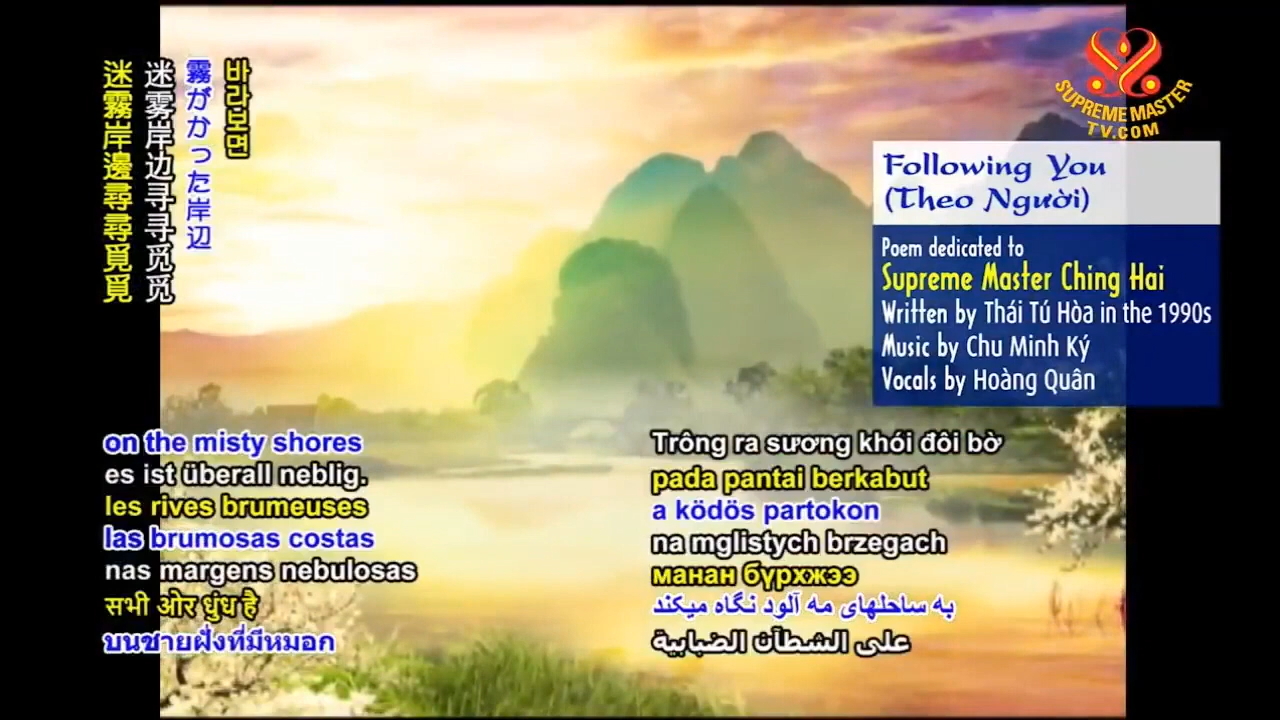 SUPREME MASTER
TV.COM
Following You
(Theo Người)
Poem dedicated to
Supreme Master Ching Hai
Written by Thái Tú Hòa in the 1990s
Music by Chu Minh Ký
Vocals by Hoàng Quân
바라보면
霧がかった岸辺
迷雾岸边寻寻觅觅
迷霧岸邊尋尋覓覓
on the misty shores
es ist überall neblig.
les rives brumeuses
las brumosas costas
nas margens nebulosas
सभी ओर धुंध है
บนชายฝั่งที่มีหมอก
Trông ra sương khói đôi bờ
pada pantai berkabut
a ködös partokon
na mglistych brzegach
манан бүрхжээ
به ساحلهای مه آلود نگاه میکند
على الشطآن الضبابية